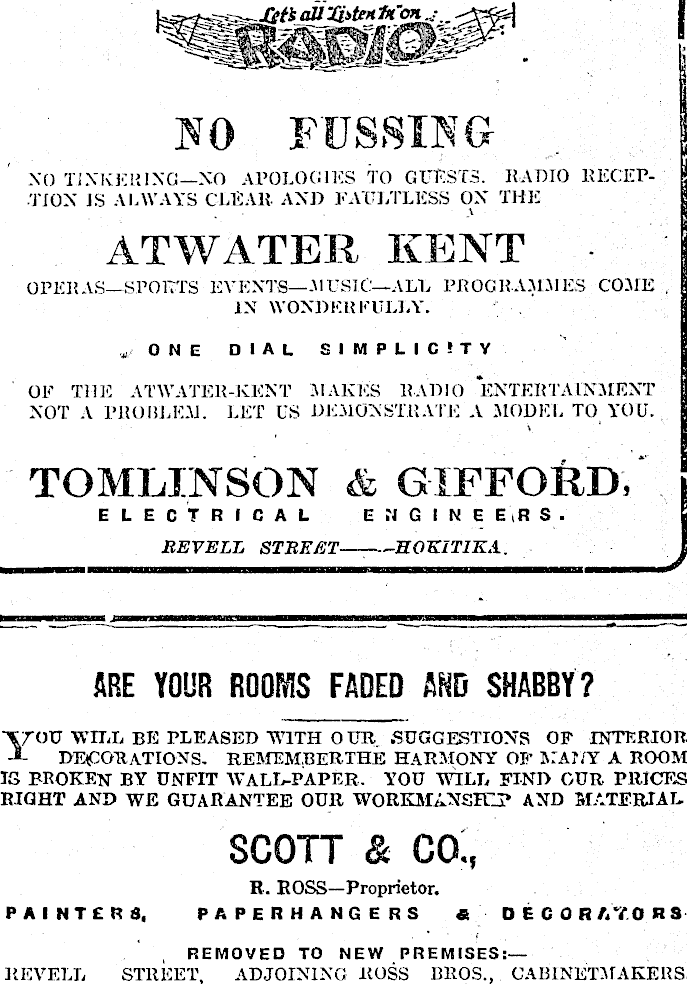 Let's all Listen In on
RADIO
NO FUSSING
NO TINKERING—NO APOLOGIES TO GUESTS. RADIO RECEP-
TION IS ALWAYS CLEAR AND FAULTLESS ON THE
ATWATER KENT
OPERAS—SPORTS EVENTS—MUSIC—ALL PROGRAMMES COME
IN WONDERFULLY.
ONE DIAL SIMPLICITY
OF THE ATWATER-KENT MAKES RADIO ENTERTAINMENT
NOT A PROBLEM. LET US DEMONSTRATE A MODEL TO YOU.
TOMLINSON & GIFFORD,
ELECTRICAL ENGINEERS.
REVELL STREET———HOKITIKA.
ARE YOUR ROOMS FADED AND SHABBY?
YOU WILL BE PLEASED WITH OUR SUGGESTIONS OF INTERIOR
DECORATIONS. REMEMBER THE HARMONY OF MANY A ROOM
IS BROKEN BY UNFIT WALL-PAPER. YOU WILL FIND OUR PRICES
RIGHT AND WE GUARANTEE OUR WORKMANSHIP AND MATERIAL.
SCOTT & CO.,
R. ROSS—Proprietor.
PAINTERS, PAPERHANGERS & DECORATORS
REMOVED TO NEW PREMISES:—
REVELL STREET, ADJOINING ROSS BROS., CABINETMAKERS